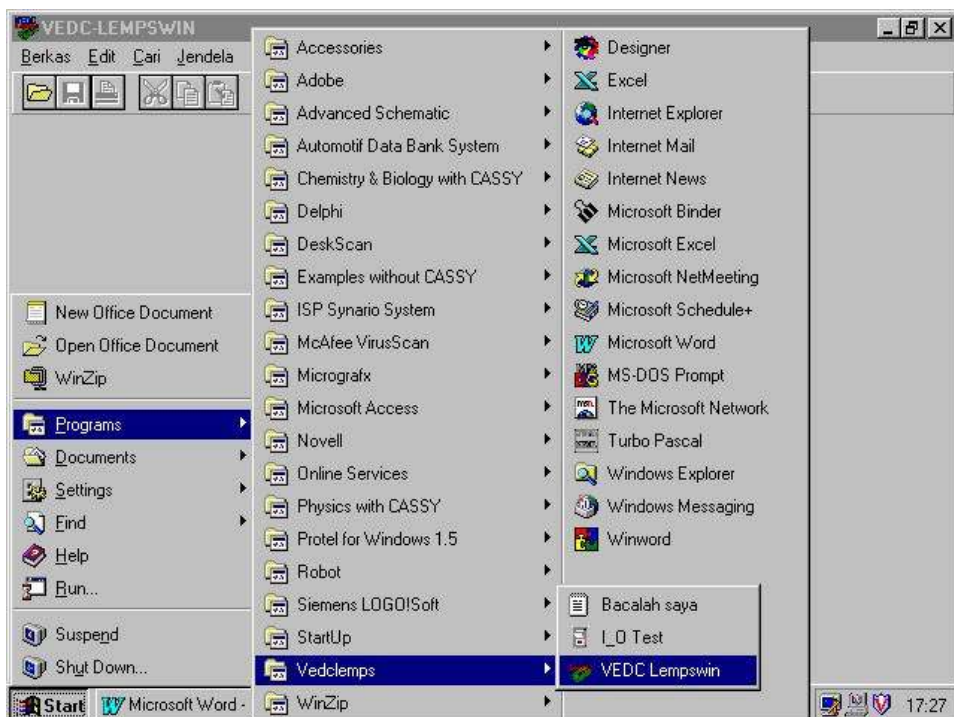 VEDC-LEMPSWIN
Berkas Edit Cari Jendela
New Office Document
Open Office Document
WinZip
Programs
Documents
Settings
Find
Help
Run...
Suspend
Shut Down...
Accessories
Adobe
Advanced Schematic
Automotif Data Bank System
Chemistry & Biology with CASSY
Delphi
DeskScan
Examples without CASSY
ISP Synario System
McAfee VirusScan
Micrografx
Microsoft Access
Novell
Online Services
Physics with CASSY
Protel for Windows 1.5
Robot
Siemens LOGO!Soft
StartUp
Vedclemps
WinZip
Designer
Excel
Internet Explorer
Internet Mail
Internet News
Microsoft Binder
Microsoft Excel
Microsoft NetMeeting
Microsoft Schedule+
Microsoft Word
MS-DOS Prompt
The Microsoft Network
Turbo Pascal
Windows Explorer
Windows Messaging
Winword
Bacalah saya
I_O Test
VEDC Lempswin
Start
Microsoft Word -
17:27